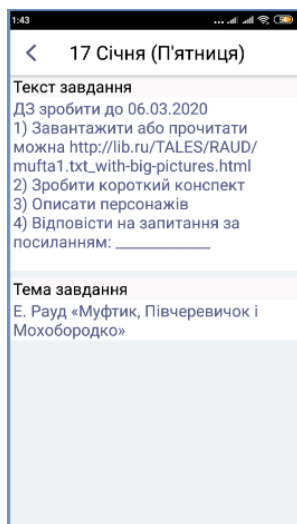 1:43
17 Січня (П'ятниця)
Текст завдання
ДЗ зробити до 06.03.2020
1) Завантажити або прочитати
можна http://lib.ru/TALES/RAUD/
mufta1.txt_with-big-pictures.html
2) Зробити короткий конспект
3) Описати персонажів
4) Відповісти на запитання за
посиланням: ____________
Тема завдання
Е. Рауд «Муфтик, Півчеревичок і
Мохобородко»